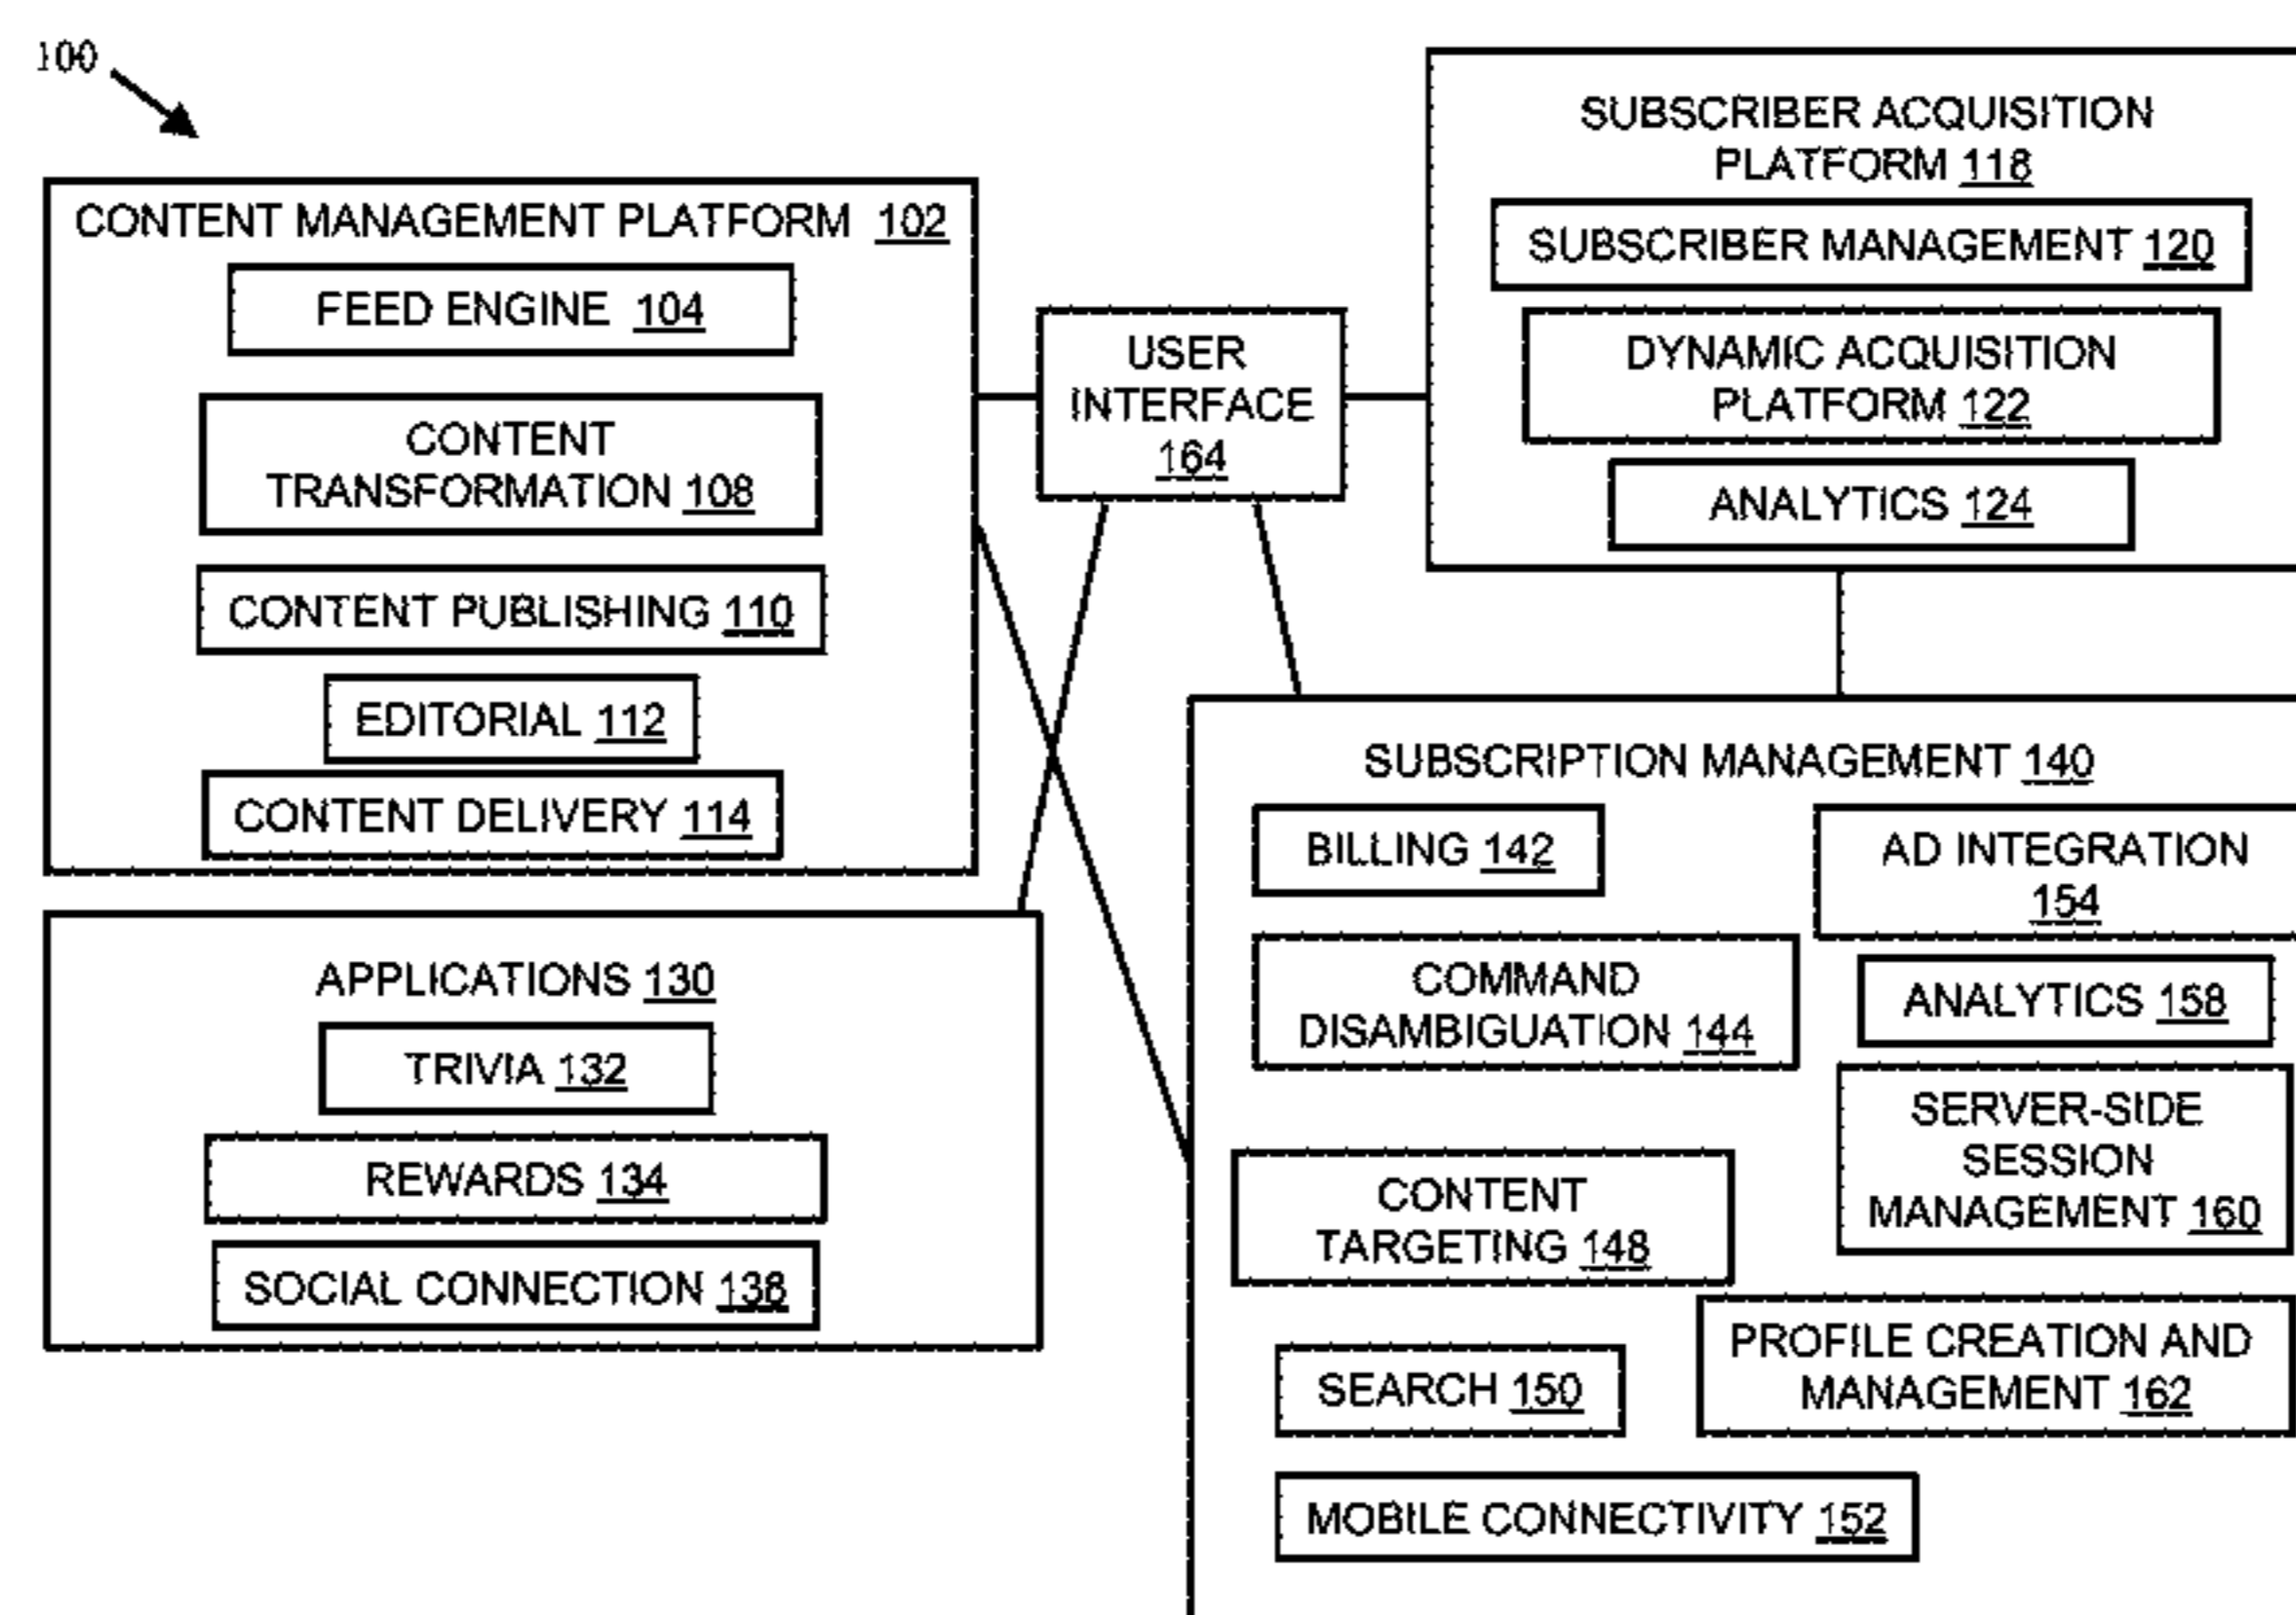 100
CONTENT MANAGEMENT PLATFORM 102
FEED ENGINE 104
CONTENT
TRANSFORMATION 108
CONTENT PUBLISHING 110
EDITORIAL 112
CONTENT DELIVERY 114
USER
INTERFACE
164
SUBSCRIBER ACQUISITION
PLATFORM 118
SUBSCRIBER MANAGEMENT 120
DYNAMIC ACQUISITION
PLATFORM 122
ANALYTICS 124
APPLICATIONS 130
TRIVIA 132
REWARDS 134
SOCIAL CONNECTION 138
SUBSCRIPTION MANAGEMENT 140
BILLING 142
COMMAND
DISAMBIGUATION 144
CONTENT
TARGETING 148
SEARCH 150
MOBILE CONNECTIVITY 152
AD INTEGRATION
154
ANALYTICS 158
SERVER-SIDE
SESSION
MANAGEMENT 160
PROFILE CREATION AND
MANAGEMENT 162